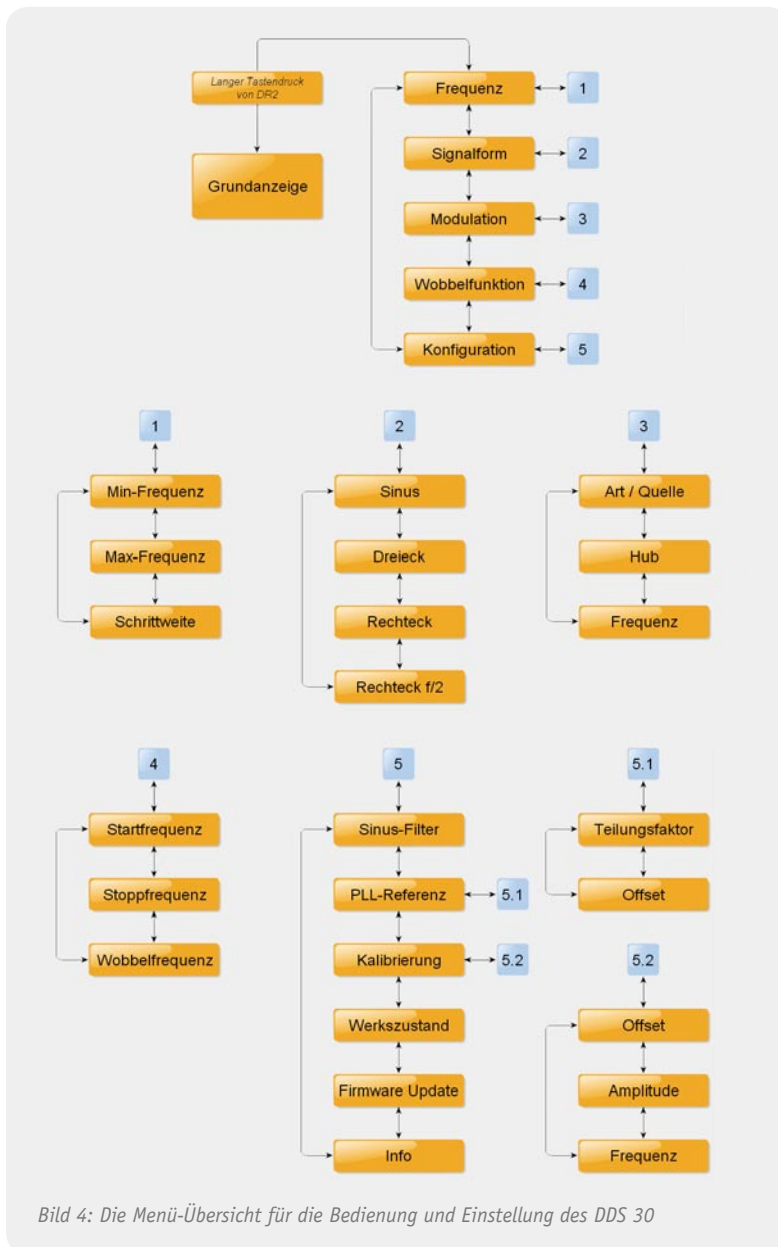 Langer Tastendruck
von DR2
Grundanzeige
Frequenz
1
Signalform
2
Modulation
3
Wobbelfunktion
4
Konfiguration
5
1
Min-Frequenz
Max-Frequenz
Schrittweite
2
Sinus
Dreieck
Rechteck
Rechteck f/2
3
Art / Quelle
Hub
Frequenz
4
Startfrequenz
Stoppfrequenz
Wobbelfrequenz
5
Sinus-Filter
PLL-Referenz
5.1
Kalibrierung
5.2
Werkszustand
Firmware Update
Info
5.1
Teilungsfaktor
Offset
5.2
Offset
Amplitude
Frequenz
Bild 4: Die Menü-Übersicht für die Bedienung und Einstellung des DDS 30